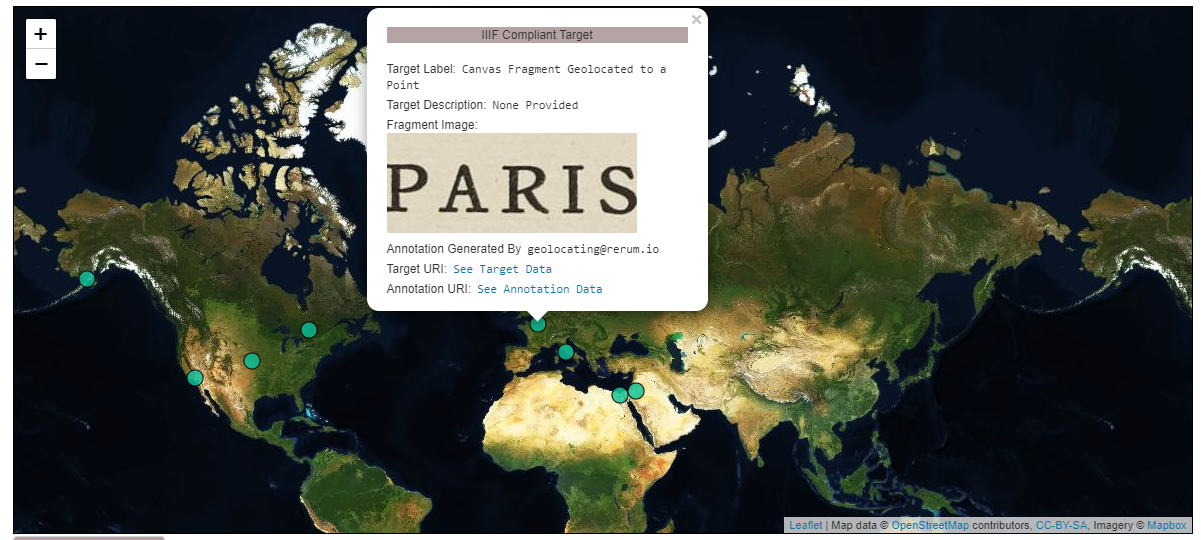 +
−
×
IIIF Compliant Target
Target Label: Canvas Fragment Geolocated to a
Point
Target Description: None Provided
Fragment Image:
PARIS
Annotation Generated By geolocating@rerum.io
Target URI: See Target Data
Annotation URI: See Annotation Data
Leaflet | Map data © OpenStreetMap contributors, CC-BY-SA, Imagery © Mapbox